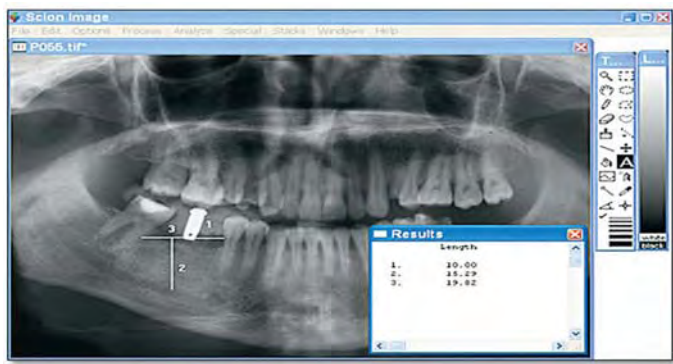 Scion Image
File Edit Options Process Analyze Special Stacks Windows Help
P055.tif*
T...
L...
1
3
2
A
Results
Length
1. 10.00
2. 15.29
3. 19.82
white
black